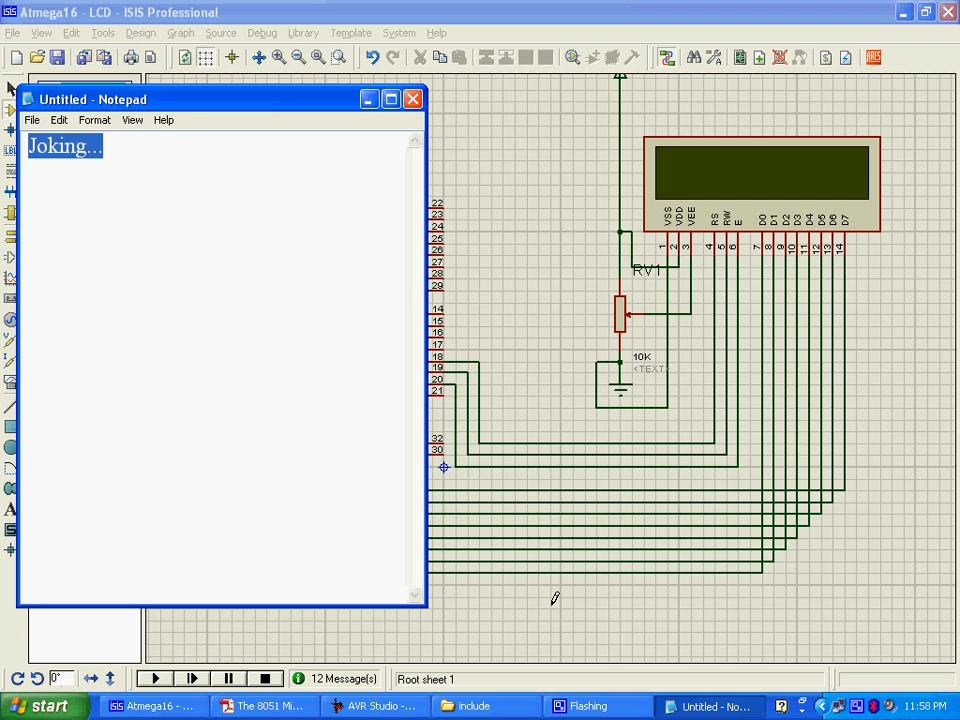 Atmega16 - LCD - ISIS Professional
File View Edit Tools Design Graph Source Debug Library Template System Help
ARES
Untitled - Notepad
File Edit Format View Help
Joking...
LBL
A
22
23
24
25
26
27
28
29
14
15
16
17
18
19
20
21
32
30
VSS VDD VEE RS RW E D0 D1 D2 D3 D4 D5 D6 D7
1 2 3 4 5 6 7 8 9 10 11 12 13 14
RV1
10K
<TEXT>
0°
12 Message(s)
Root sheet 1
start
Atmega16 - ...
The 8051 Mi...
AVR Studio -...
include
Flashing
Untitled - No...
11:58 PM